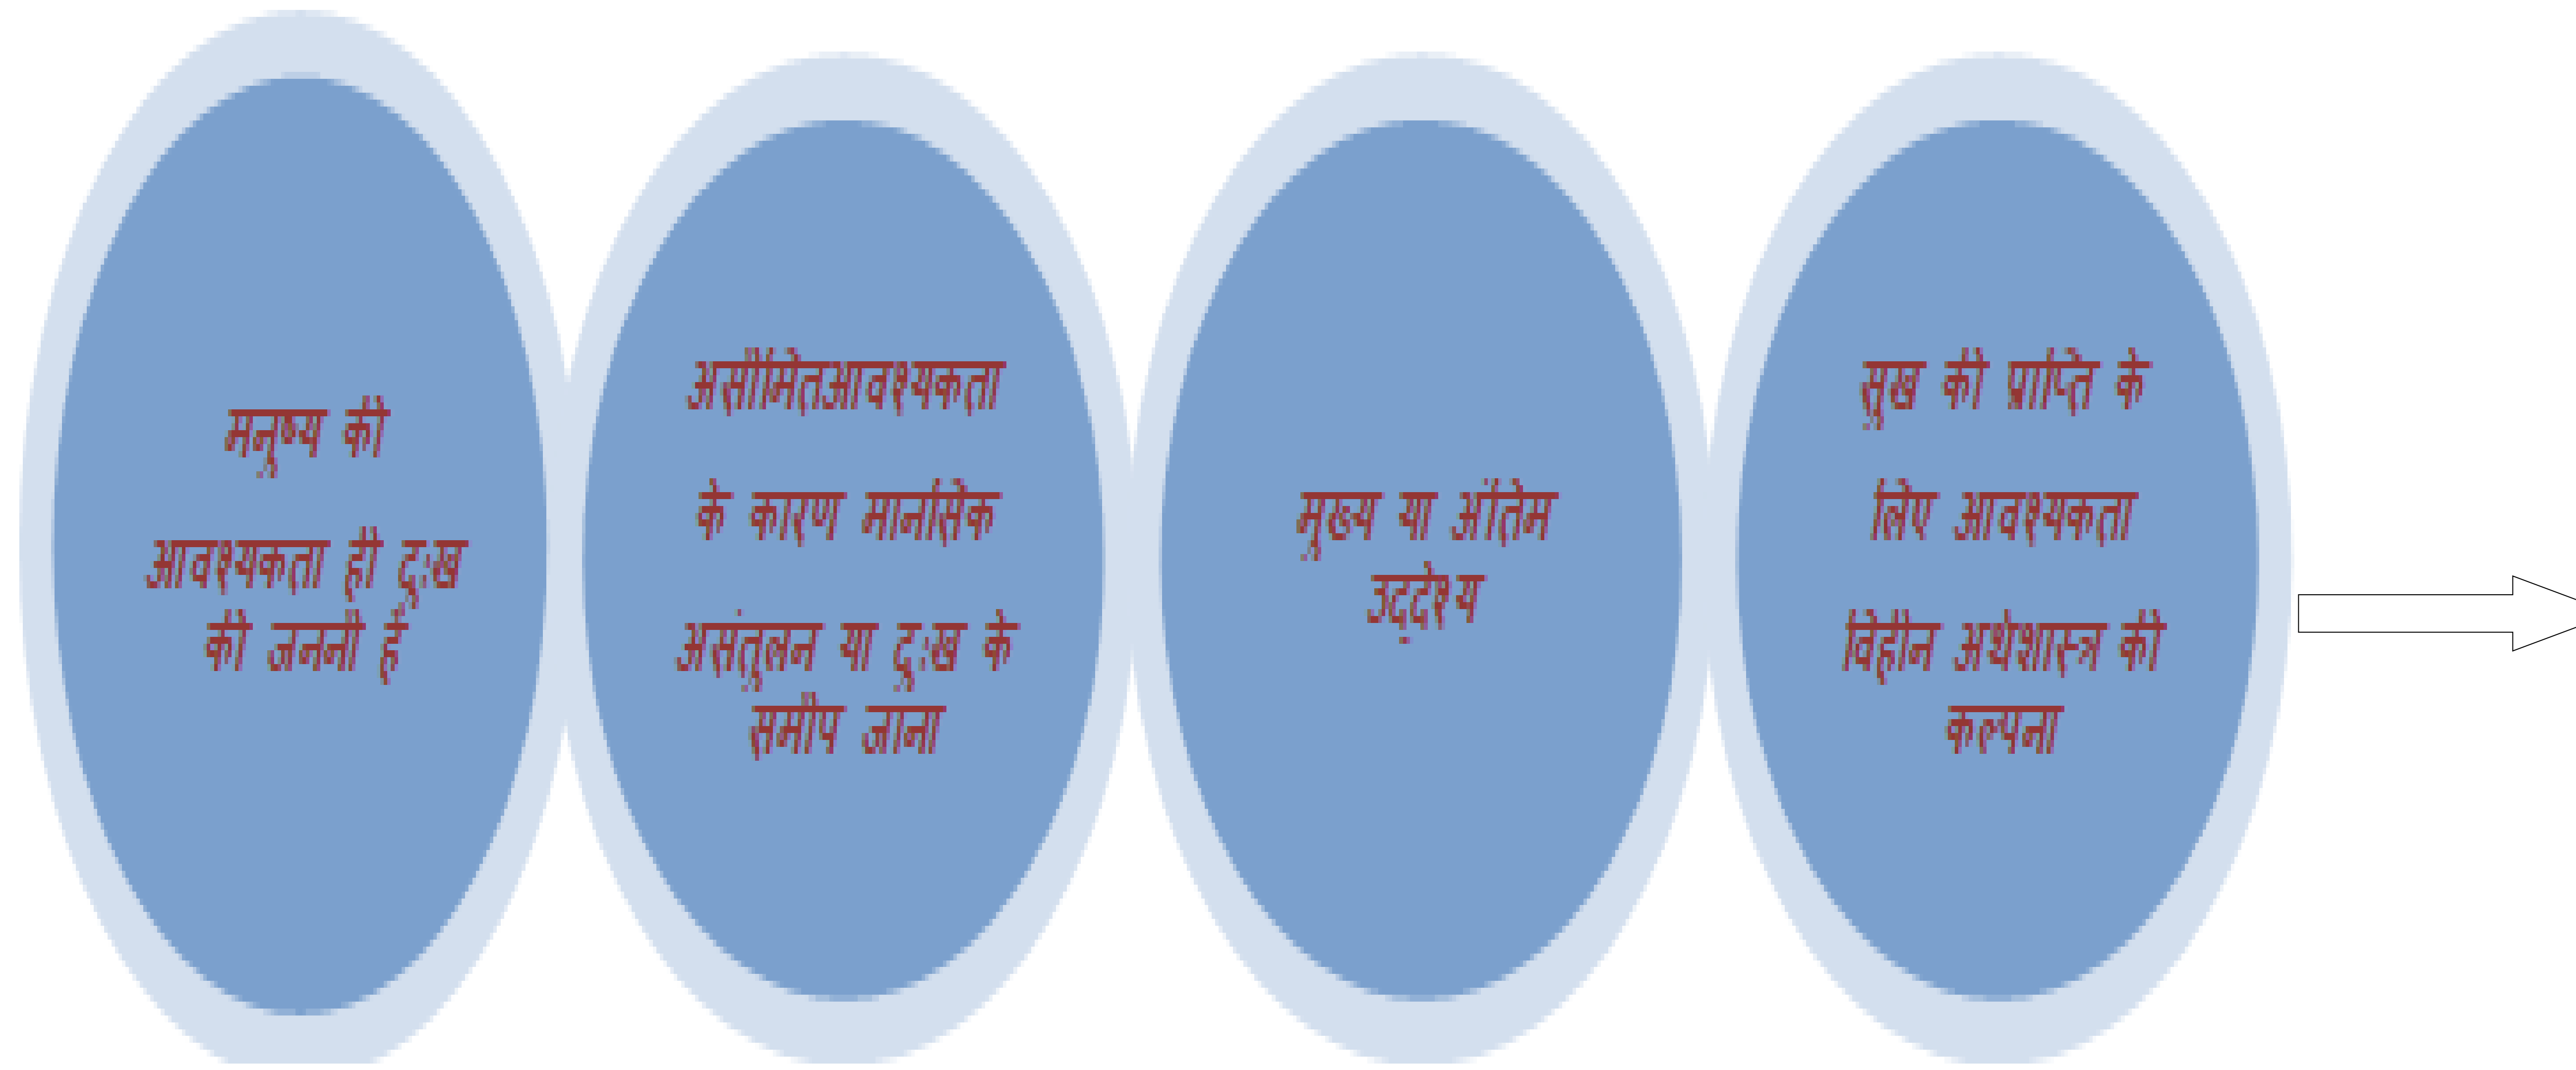 मनुष्य की
आवश्यकता ही दुःख
की जननी है
असीमितआवश्यकता
के कारण मानसिक
असंतुलन या दुःख के
समीप जाना
मुख्य या अंतिम
उद्देश्य
सुख की प्राप्ति के
लिए आवश्यकता
विहीन अर्थशास्त्र की
कल्पना